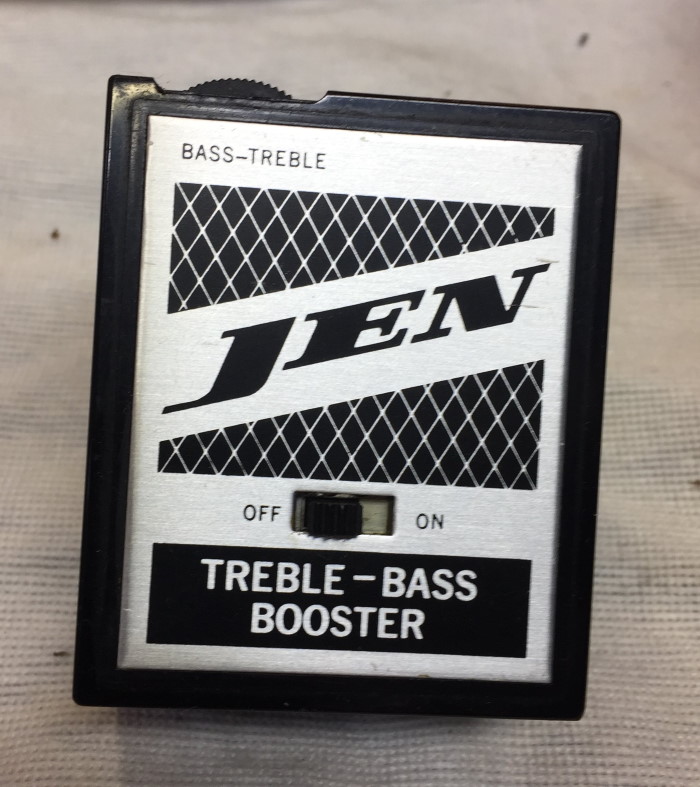 BASS-TREBLE
JEN
OFF ON
TREBLE-BASS
BOOSTER